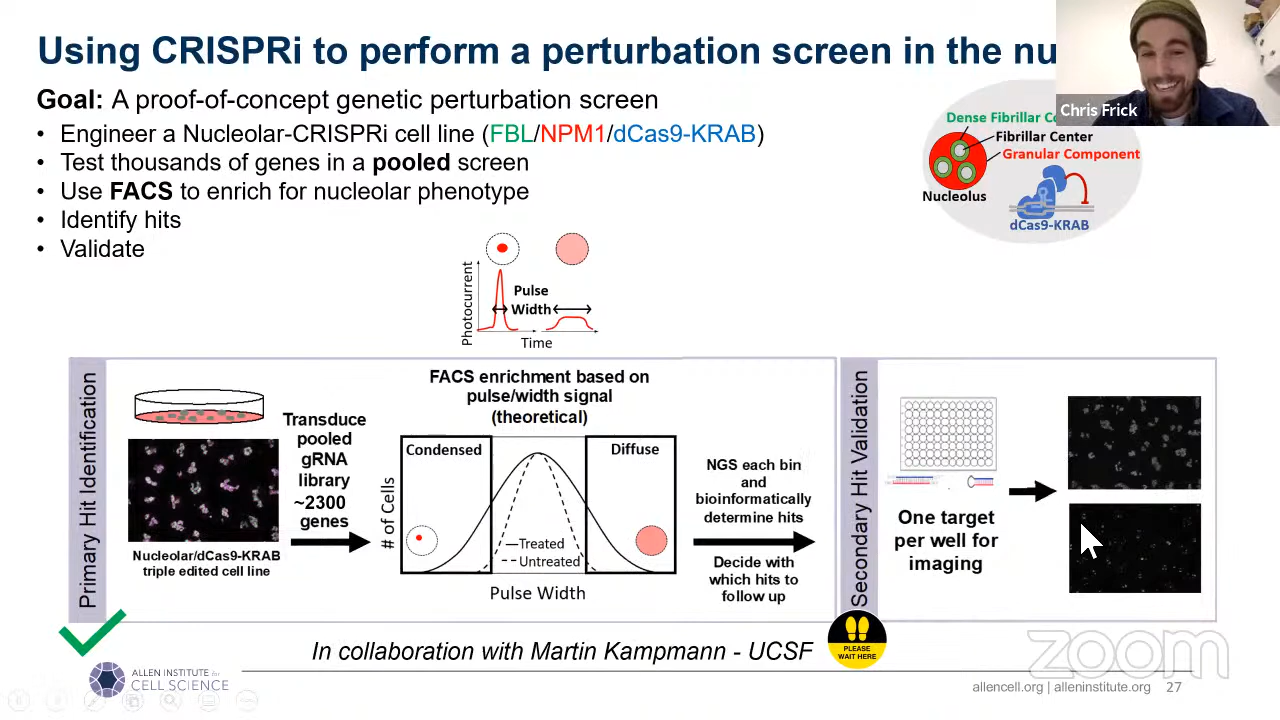 Using CRISPRi to perform a perturbation screen in the nu
Chris Frick
Goal: A proof-of-concept genetic perturbation screen
• Engineer a Nucleolar-CRISPRi cell line (FBL/NPM1/dCas9-KRAB)
• Test thousands of genes in a pooled screen
• Use FACS to enrich for nucleolar phenotype
• Identify hits
• Validate
Dense Fibrillar Co
Fibrillar Center
Granular Component
Nucleolus
dCas9-KRAB
Photocurrent
Pulse
Width
Time
Primary Hit Identification
Nucleolar/dCas9-KRAB
triple edited cell line
Transduce
pooled
gRNA
library
~2300
genes
FACS enrichment based on
pulse/width signal
(theoretical)
# of Cells
Condensed
Diffuse
Treated
Untreated
Pulse Width
NGS each bin
and
bioinformatically
determine hits
Decide with
which hits to
follow up
Secondary Hit Validation
One target
per well for
imaging
In collaboration with Martin Kampmann - UCSF
PLEASE
WAIT HERE
zoom
ALLEN INSTITUTE for
CELL SCIENCE
allencell.org | alleninstitute.org 27